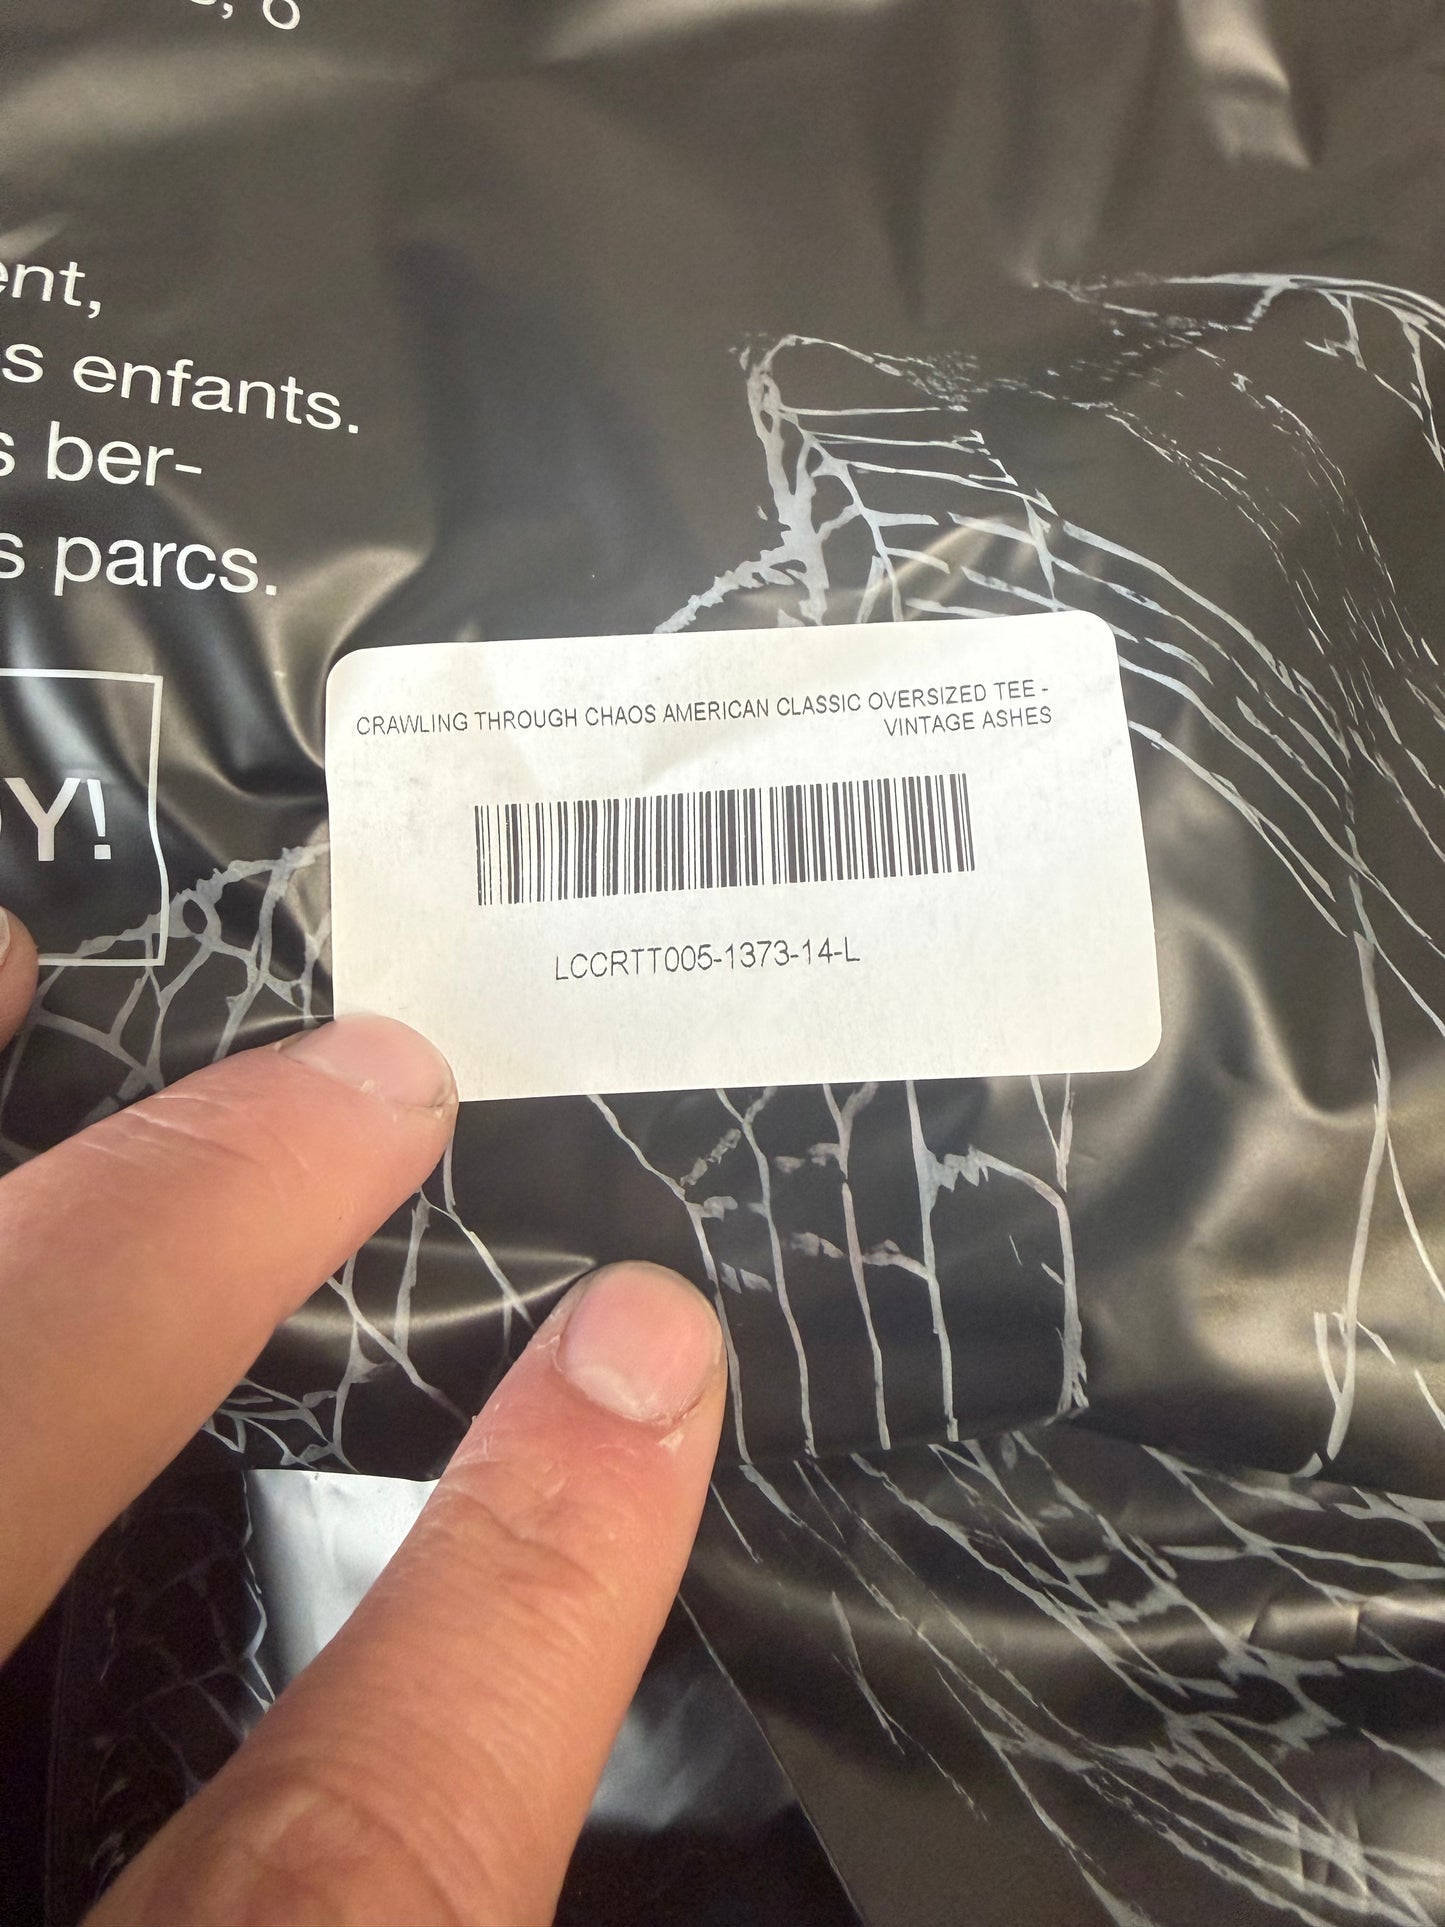 ent,
s enfants.
s ber-
s parcs.
Y!
CRAWLING THROUGH CHAOS AMERICAN CLASSIC OVERSIZED TEE -
VINTAGE ASHES
LCCRTT005-1373-14-L